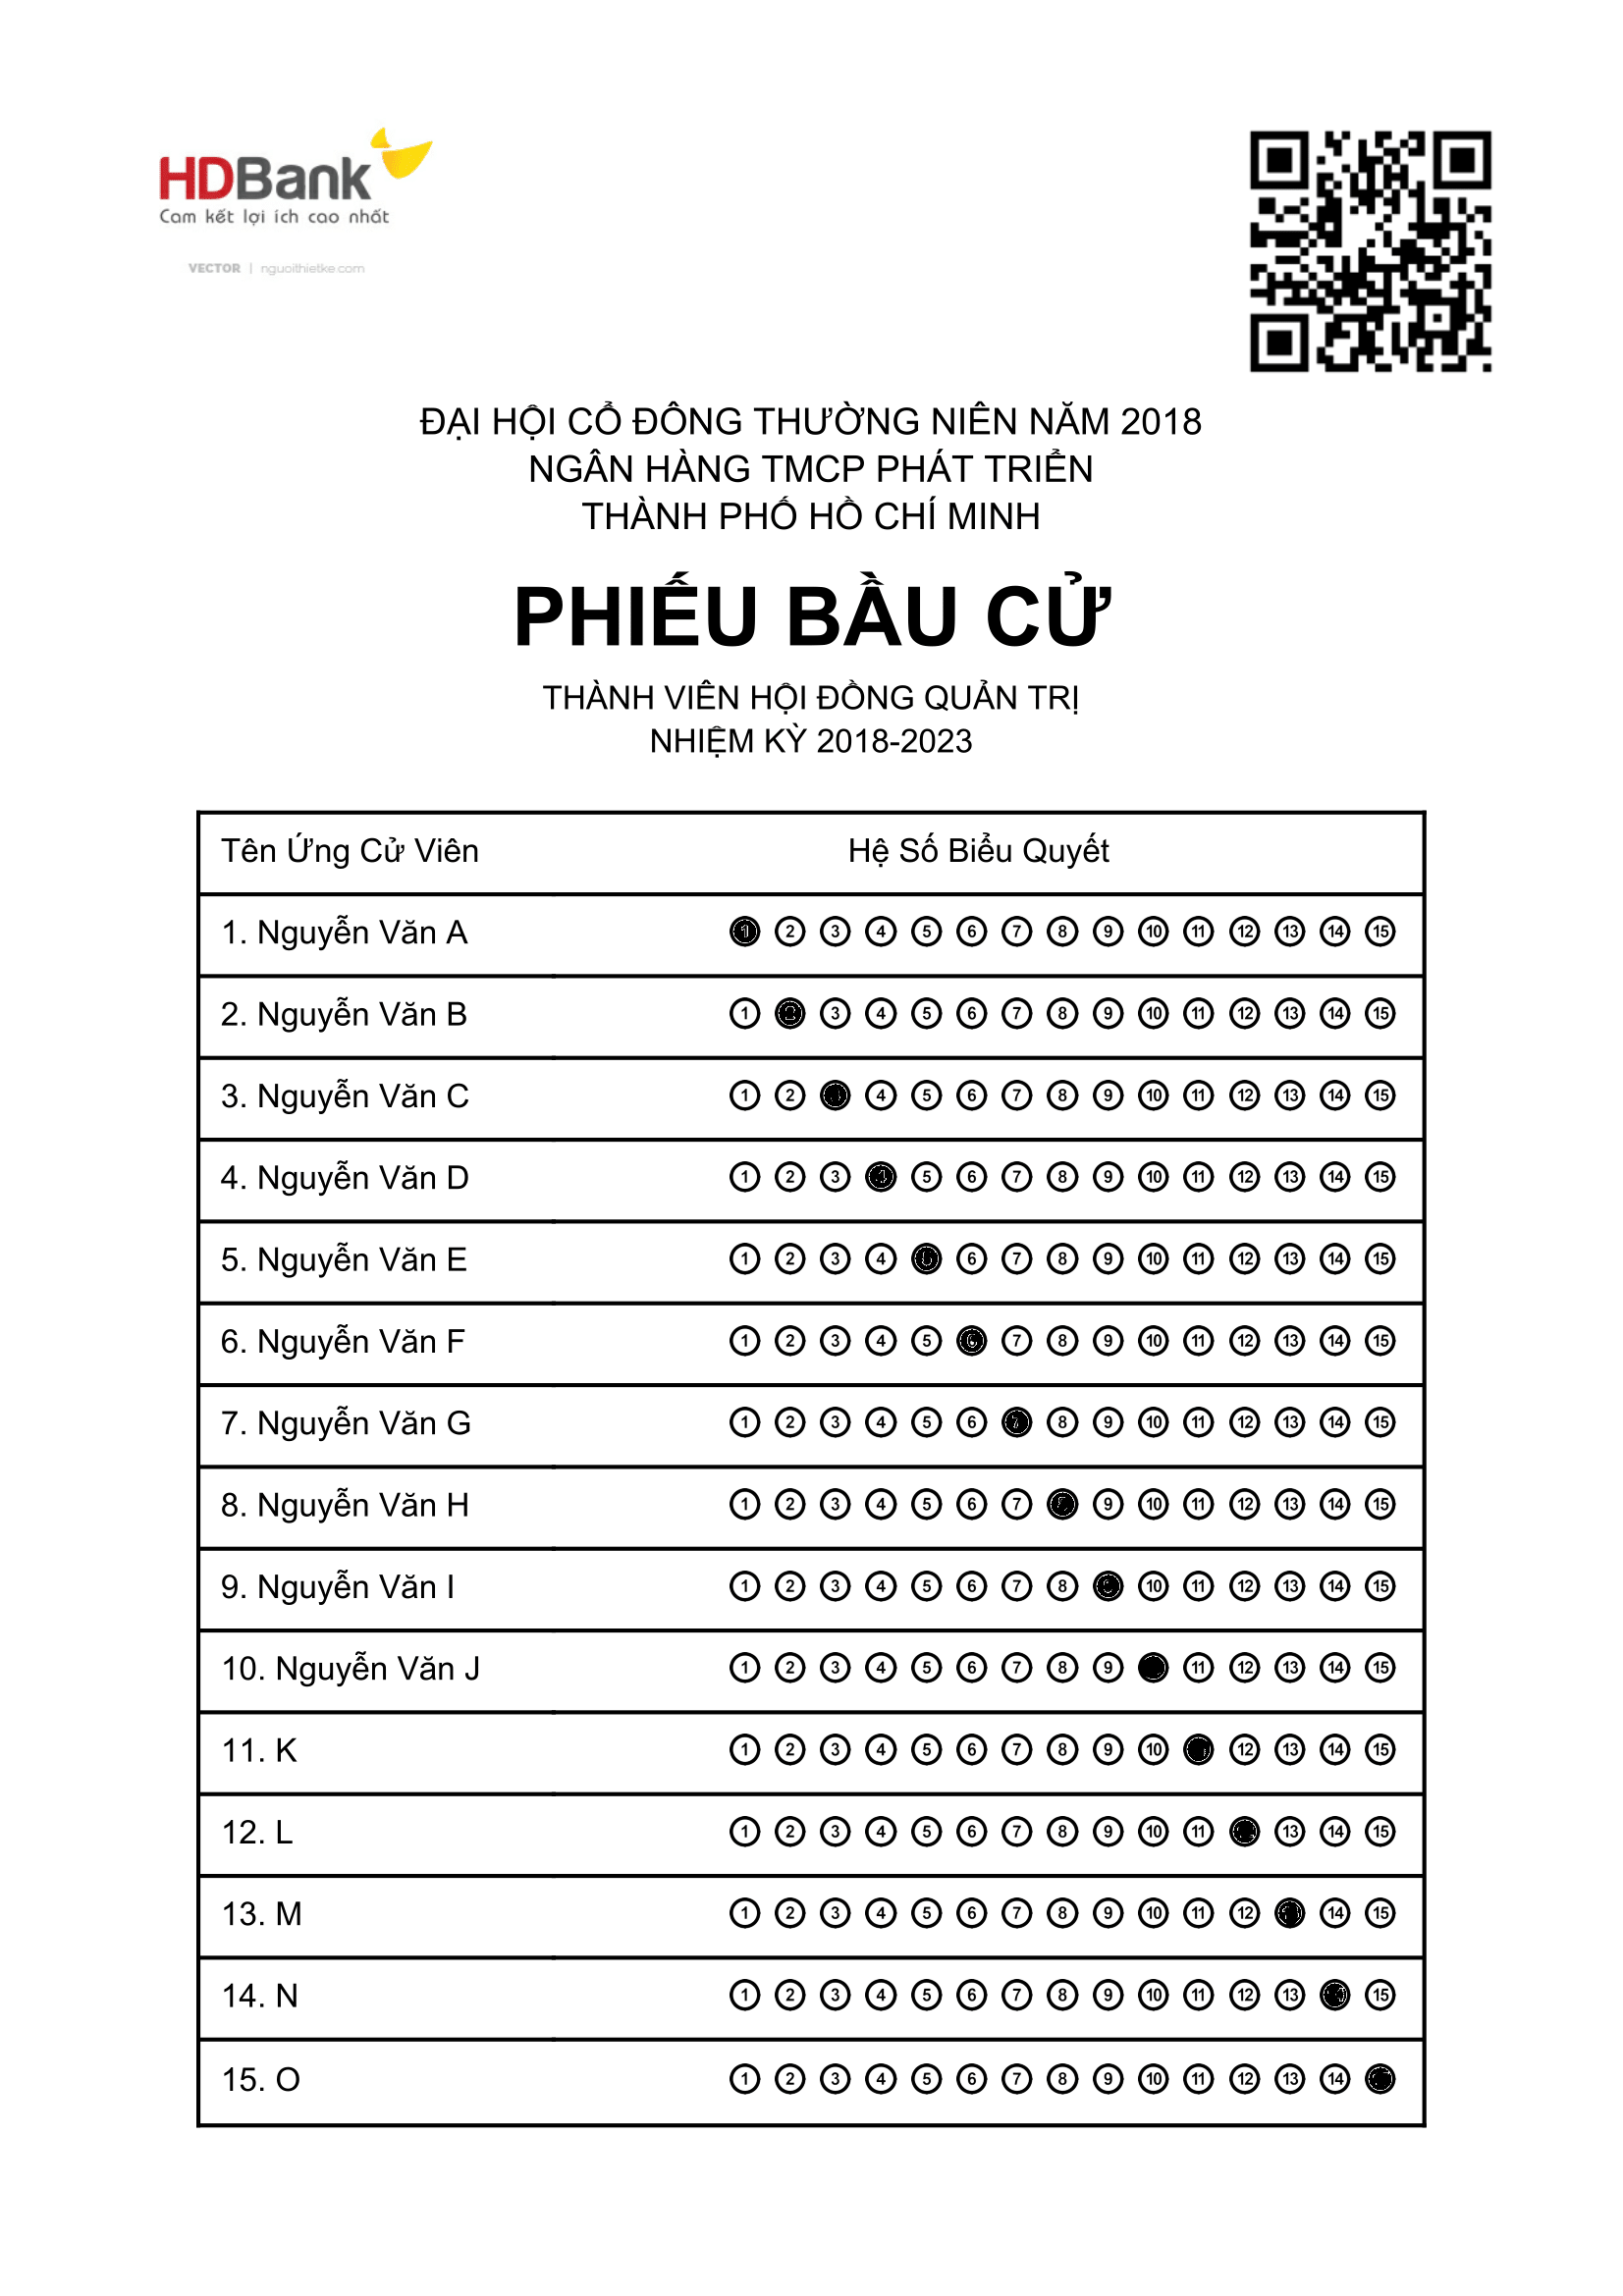 HDBank
Cam kết lợi ích cao nhất
VECTOR | nguoithietke.com
ĐẠI HỘI CỔ ĐÔNG THƯỜNG NIÊN NĂM 2018
NGÂN HÀNG TMCP PHÁT TRIỂN
THÀNH PHỐ HỒ CHÍ MINH
PHIẾU BẦU CỬ
THÀNH VIÊN HỘI ĐỒNG QUẢN TRỊ
NHIỆM KỲ 2018-2023
Tên Ứng Cử Viên Hệ Số Biểu Quyết
1. Nguyễn Văn A 1 2 3 4 5 6 7 8 9 10 11 12 13 14 15
2. Nguyễn Văn B 1 2 3 4 5 6 7 8 9 10 11 12 13 14 15
3. Nguyễn Văn C 1 2 3 4 5 6 7 8 9 10 11 12 13 14 15
4. Nguyễn Văn D 1 2 3 4 5 6 7 8 9 10 11 12 13 14 15
5. Nguyễn Văn E 1 2 3 4 5 6 7 8 9 10 11 12 13 14 15
6. Nguyễn Văn F 1 2 3 4 5 6 7 8 9 10 11 12 13 14 15
7. Nguyễn Văn G 1 2 3 4 5 6 7 8 9 10 11 12 13 14 15
8. Nguyễn Văn H 1 2 3 4 5 6 7 9 10 11 12 13 14 15
9. Nguyễn Văn I 1 2 3 4 5 6 7 8 9 10 11 12 13 14 15
10. Nguyễn Văn J 1 2 3 4 5 6 7 8 9 11 12 13 14 15
11. K 1 2 3 4 5 6 7 8 9 10 12 13 14 15
12. L 1 2 3 4 5 6 7 8 9 10 11 13 14 15
13. M 1 2 3 4 5 6 7 8 9 10 11 12 14 15
14. N 1 2 3 4 5 6 7 8 9 10 11 12 13 15
15. O 1 2 3 4 5 6 7 8 9 10 11 12 13 14